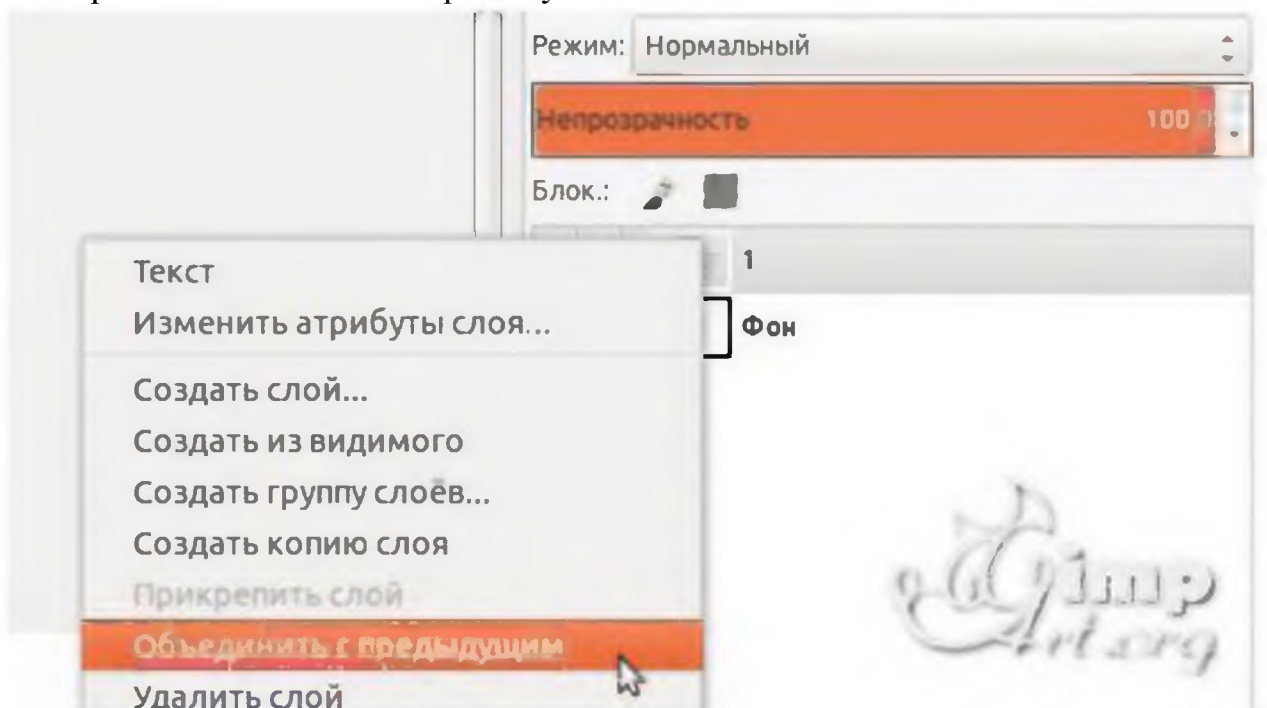 Режим: Нормальный
Непрозрачность 100
Блок.:
1
Фон
Текст
Изменить атрибуты слоя...
Создать слой...
Создать из видимого
Создать группу слоёв...
Создать копию слоя
Прикрепить слой
Объединить с предыдущим
Удалить слой
Gimp
Art.org